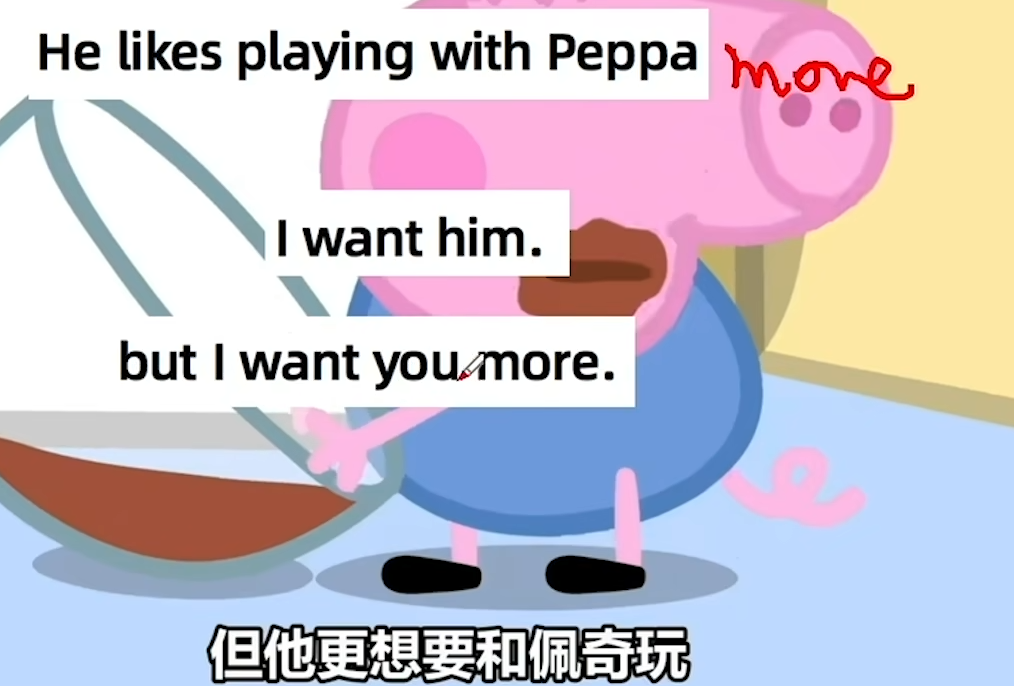 He likes playing with Peppa more
I want him.
but I want you more.
但他更想要和佩奇玩